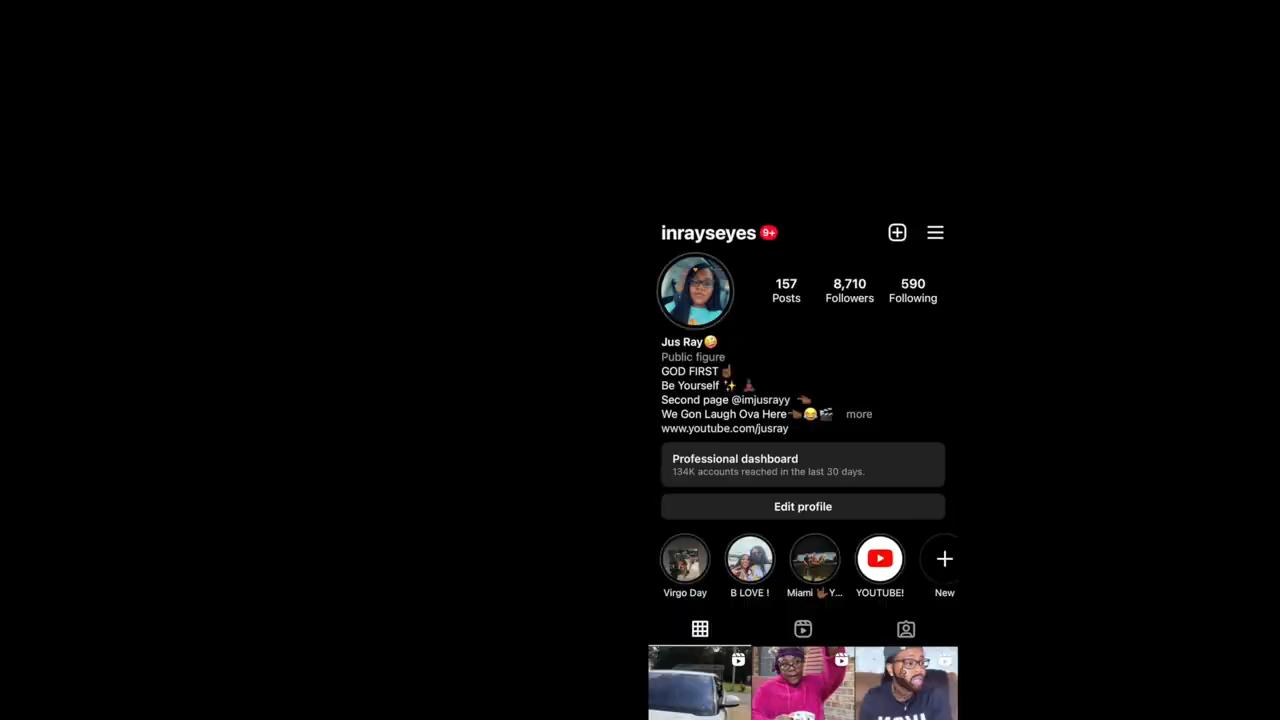 inrayseyes 9+
157 8,710 590
Posts Followers Following
Jus Ray🤪
Public figure
GOD FIRST☝🏾
Be Yourself ✨ 🧘🏾‍♀️
Second page @imjusrayy 👈🏾
We Gon Laugh Ova Here👈🏾😂🎬 more
www.youtube.com/jusray
Professional dashboard
134K accounts reached in the last 30 days.
Edit profile
Virgo Day B LOVE ! Miami 🤟🏾Y... YOUTUBE! New